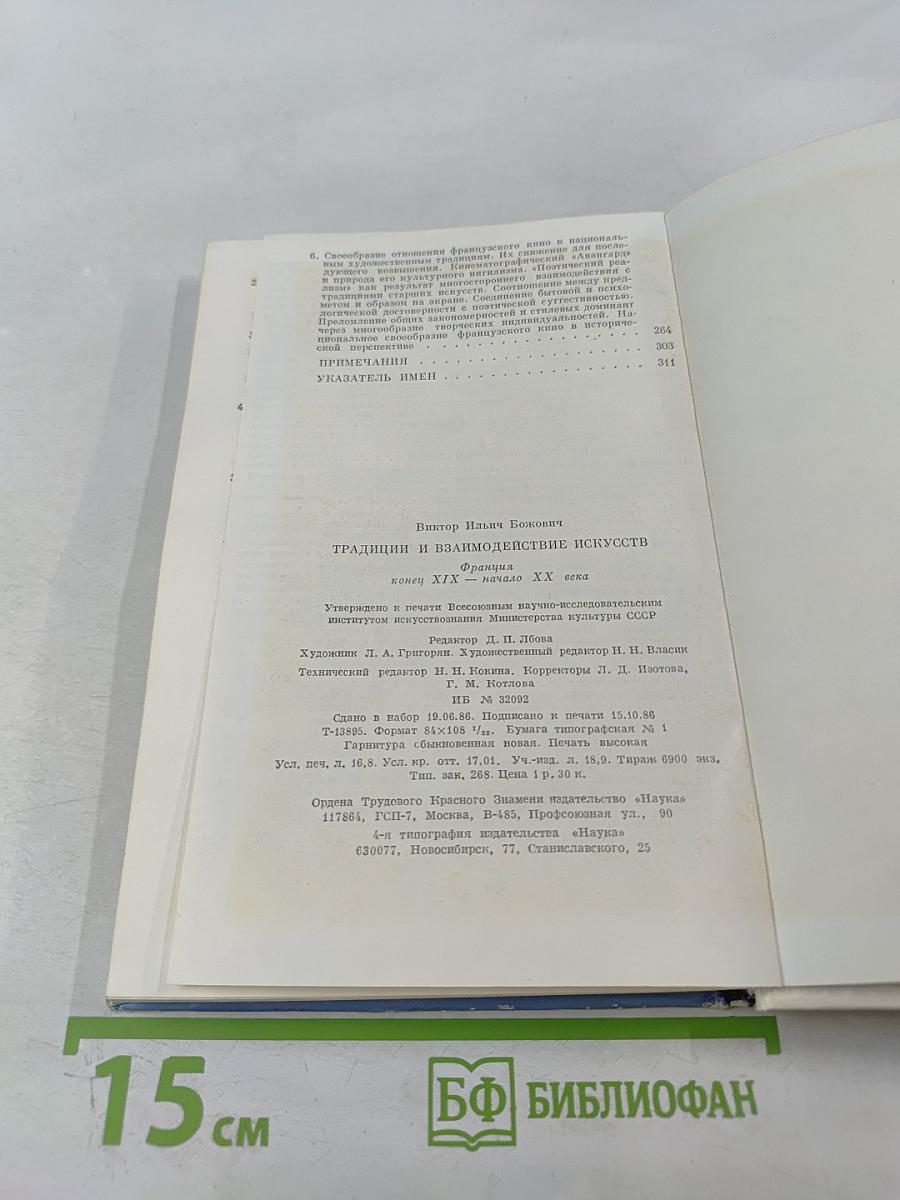 6. Своеобразие отношения французского кино к националь-
ным художественным традициям. Их снижение для после-
дующего возвышения. Кинематографический «Авангард»
и природа его культурного нигилизма. «Поэтический реа-
лизм» как результат многостороннего взаимодействия с
традициями старших искусств. Соотношение между пред-
метом и образом на экране. Соединение бытовой и психо-
логической достоверности с поэтической суггестивностью.
Преломление общих закономерностей и стилевых доминант
через многообразие творческих индивидуальностей. На-
циональное своеобразие французского кино в историче-
ской перспективе . . . . . . . . . . . . . . 264
ПРИМЕЧАНИЯ . . . . . . . . . . . . . . . . 303
УКАЗАТЕЛЬ ИМЕН . . . . . . . . . . . . . . . 311
2
3
4
5
Виктор Ильич Божович
ТРАДИЦИИ И ВЗАИМОДЕЙСТВИЕ ИСКУССТВ
Франция
конец XIX — начало XX века
Утверждено к печати Всесоюзным научно-исследовательским
институтом искусствознания Министерства культуры СССР
Редактор Д. П. Лбова
Художник Л. А. Григорян. Художественный редактор Н. Н. Власик
Технический редактор Н. Н. Кокина. Корректоры Л. Д. Изотова,
Г. М. Котлова
ИБ № 32092
Сдано в набор 19.06.86. Подписано к печати 15.10.86
Т-13895. Формат 84×108 1/32. Бумага типографская № 1
Гарнитура обыкновенная новая. Печать высокая
Усл. печ. л. 16,8. Усл. кр. отт. 17,01. Уч.-изд. л. 18,9. Тираж 6900 экз.
Тип. зак. 268. Цена 1 р. 30 к.
Ордена Трудового Красного Знамени издательство «Наука»
117864, ГСП-7, Москва, В-485, Профсоюзная ул., 90
4-я типография издательства «Наука»
630077, Новосибирск, 77, Станиславского, 25
15 см
БФ БИБЛИОФАН